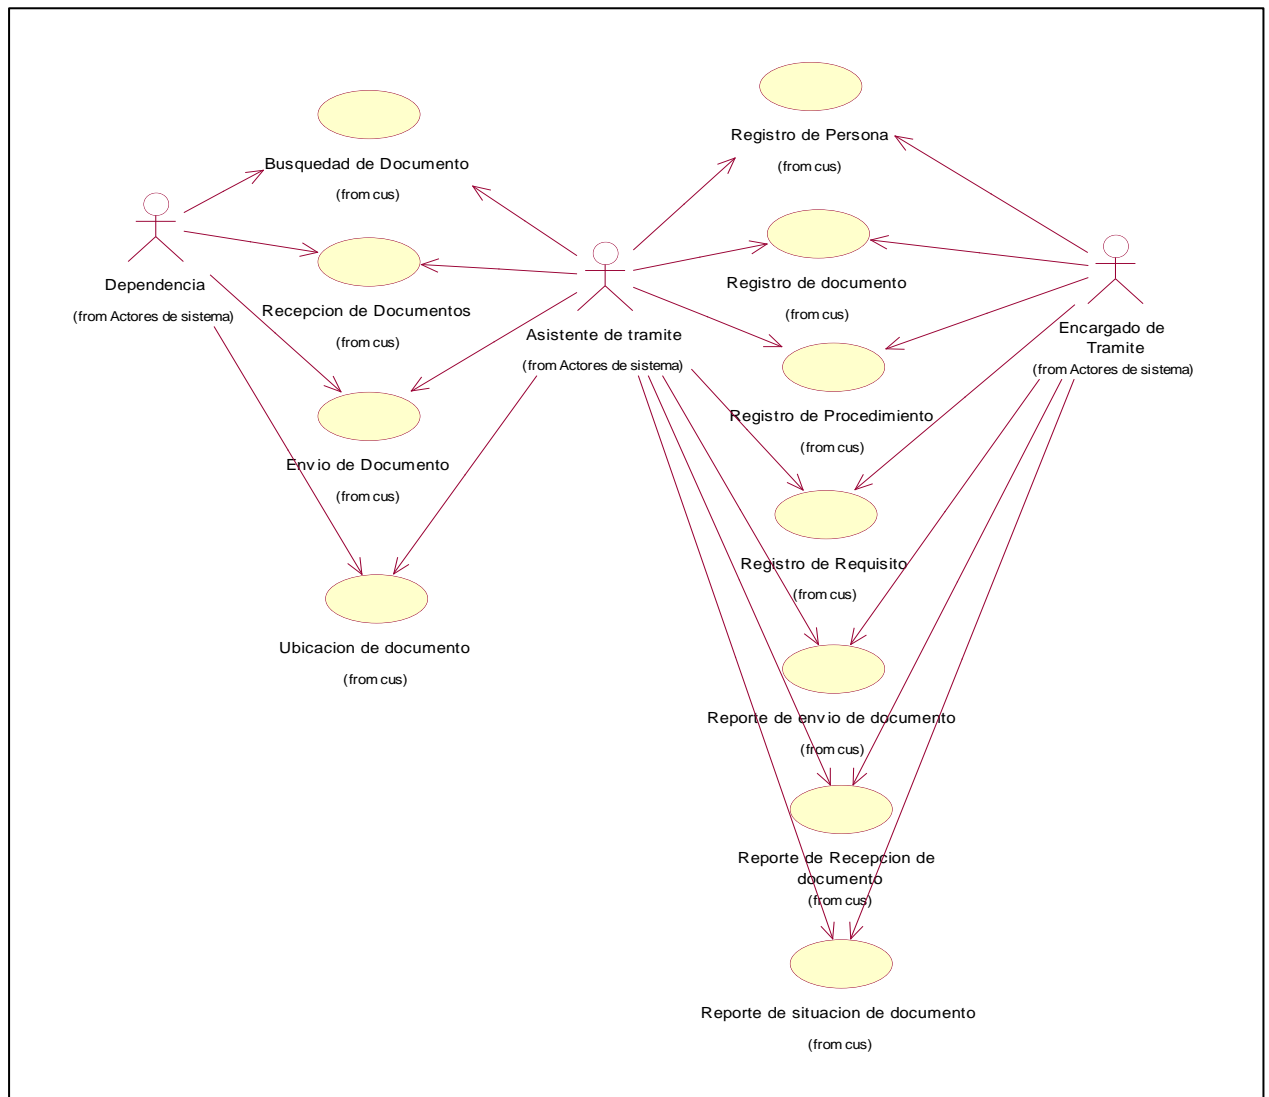 Registro de Persona
(from cus)
Busquedad de Documento
(from cus)
Dependencia
(from Actores de sistema)
Recepcion de Documentos
(from cus)
Asistente de tramite
(from Actores de sistema)
Registro de documento
(from cus)
Encargado de
Tramite
(from Actores de sistema)
Envio de Documento
(from cus)
Registro de Procedimiento
(from cus)
Registro de Requisito
(from cus)
Ubicacion de documento
(from cus)
Reporte de envio de documento
(from cus)
Reporte de Recepcion de
documento
(from cus)
Reporte de situacion de documento
(from cus)